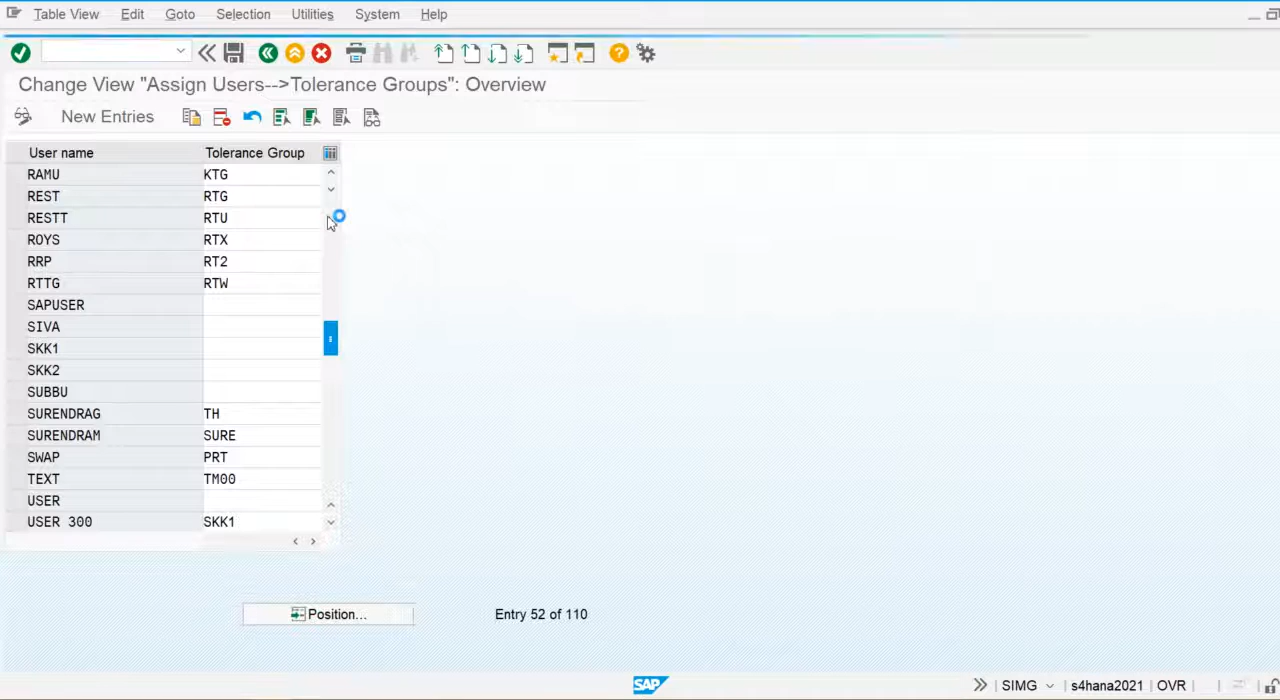 Table View Edit Goto Selection Utilities System Help
Change View "Assign Users-->Tolerance Groups": Overview
New Entries
User name Tolerance Group
RAMU KTG
REST RTG
RESTT RTU
ROYS RTX
RRP RT2
RTTG RTW
SAPUSER
SIVA
SKK1
SKK2
SUBBU
SURENDRAG TH
SURENDRAM SURE
SWAP PRT
TEXT TM00
USER
USER 300 SKK1
Position... Entry 52 of 110
SAP SIMG s4hana2021 OVR